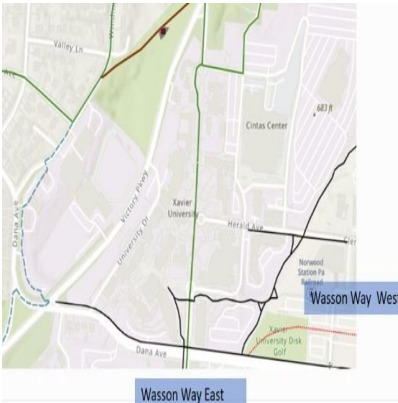 Valley Ln
Cintas Center
683 ft
Dana Ave
Victory Pkwy
University Dr
Xavier
University
Herald Ave
Norwood
Station Pa
Railroad
Wasson Way West
Xavier
University Disk
Golf
Dana Ave
Wasson Way East